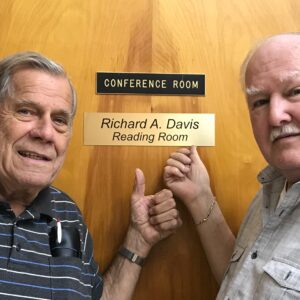 CONFERENCE ROOM
Richard A. Davis
Reading Room